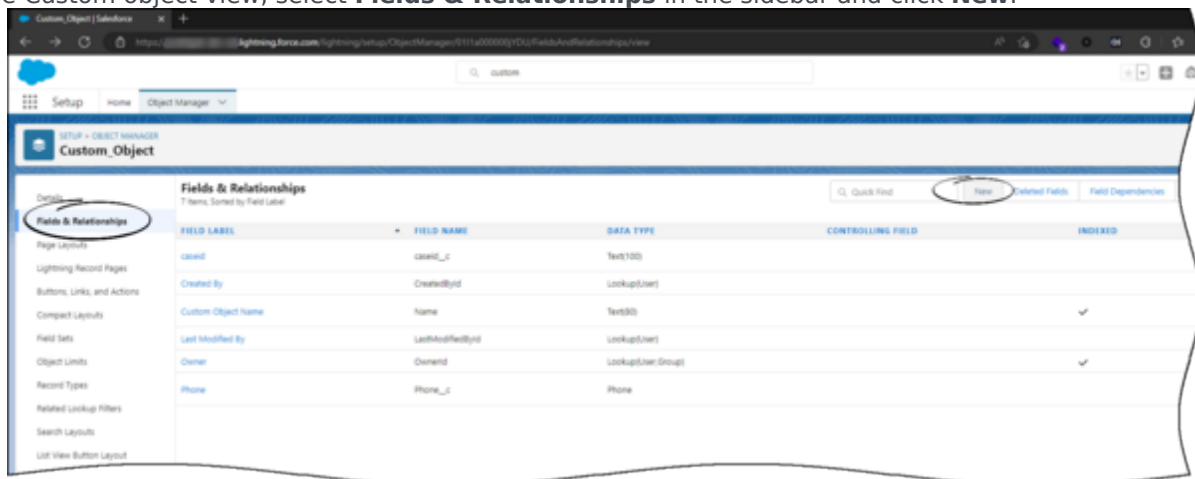 e Custom object view, select Fields & Relationships in the sidebar and click New.
Custom_Object | Salesforce
https://
lightning.force.com/lightning/setup/ObjectManager/
/FieldsAndRelationships/view
custom
Setup Home Object Manager
SETUP > OBJECT MANAGER
Custom_Object
Details
Fields & Relationships
Page Layouts
Lightning Record Pages
Buttons, Links, and Actions
Compact Layouts
Field Sets
Object Limits
Record Types
Related Lookup Filters
Search Layouts
List View Button Layout
Fields & Relationships
7 Items, Sorted by Field Label
Quick Find
New
Deleted Fields
Field Dependencies
FIELD LABEL FIELD NAME DATA TYPE CONTROLLING FIELD INDEXED
caseid caseid__c Text(100)
Created By CreatedById Lookup(User)
Custom Object Name Name Text(80)
Last Modified By LastModifiedById Lookup(User)
Owner OwnerId Lookup(User,Group)
Phone Phone__c Phone